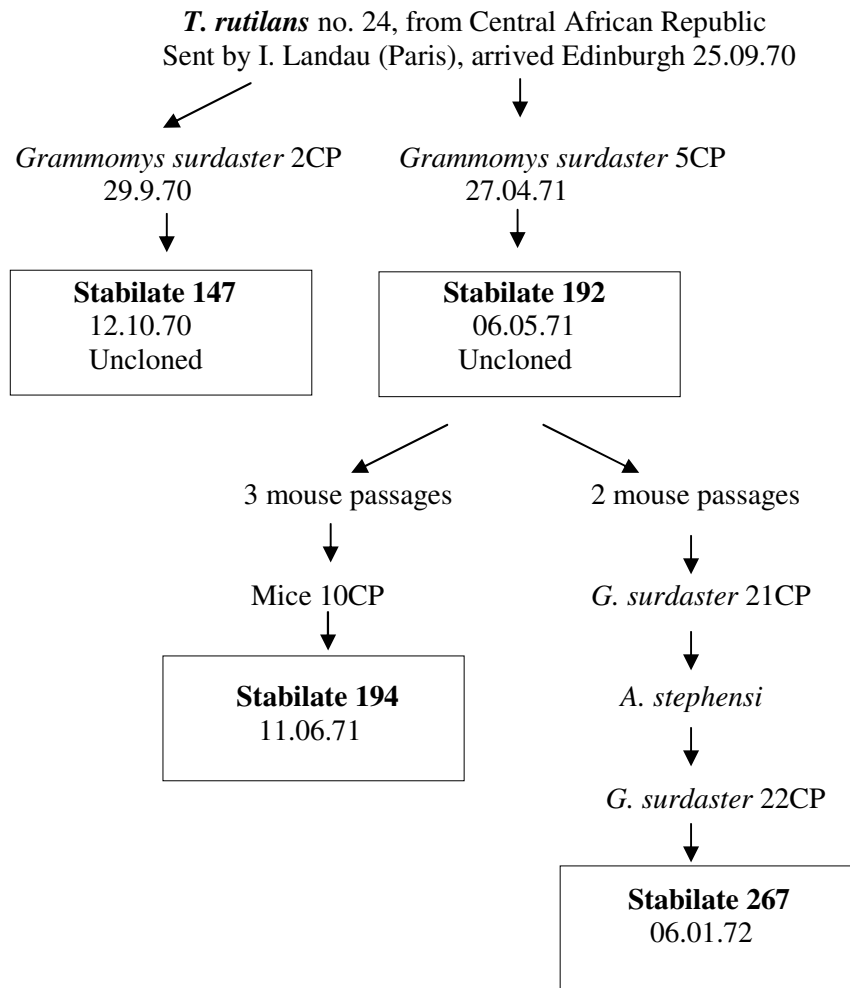 T. rutilans no. 24, from Central African Republic
Sent by I. Landau (Paris), arrived Edinburgh 25.09.70
Grammomys surdaster 2CP
29.9.70
Grammomys surdaster 5CP
27.04.71
Stabilate 147
12.10.70
Uncloned
Stabilate 192
06.05.71
Uncloned
3 mouse passages
2 mouse passages
Mice 10CP
G. surdaster 21CP
Stabilate 194
11.06.71
A. stephensi
G. surdaster 22CP
Stabilate 267
06.01.72